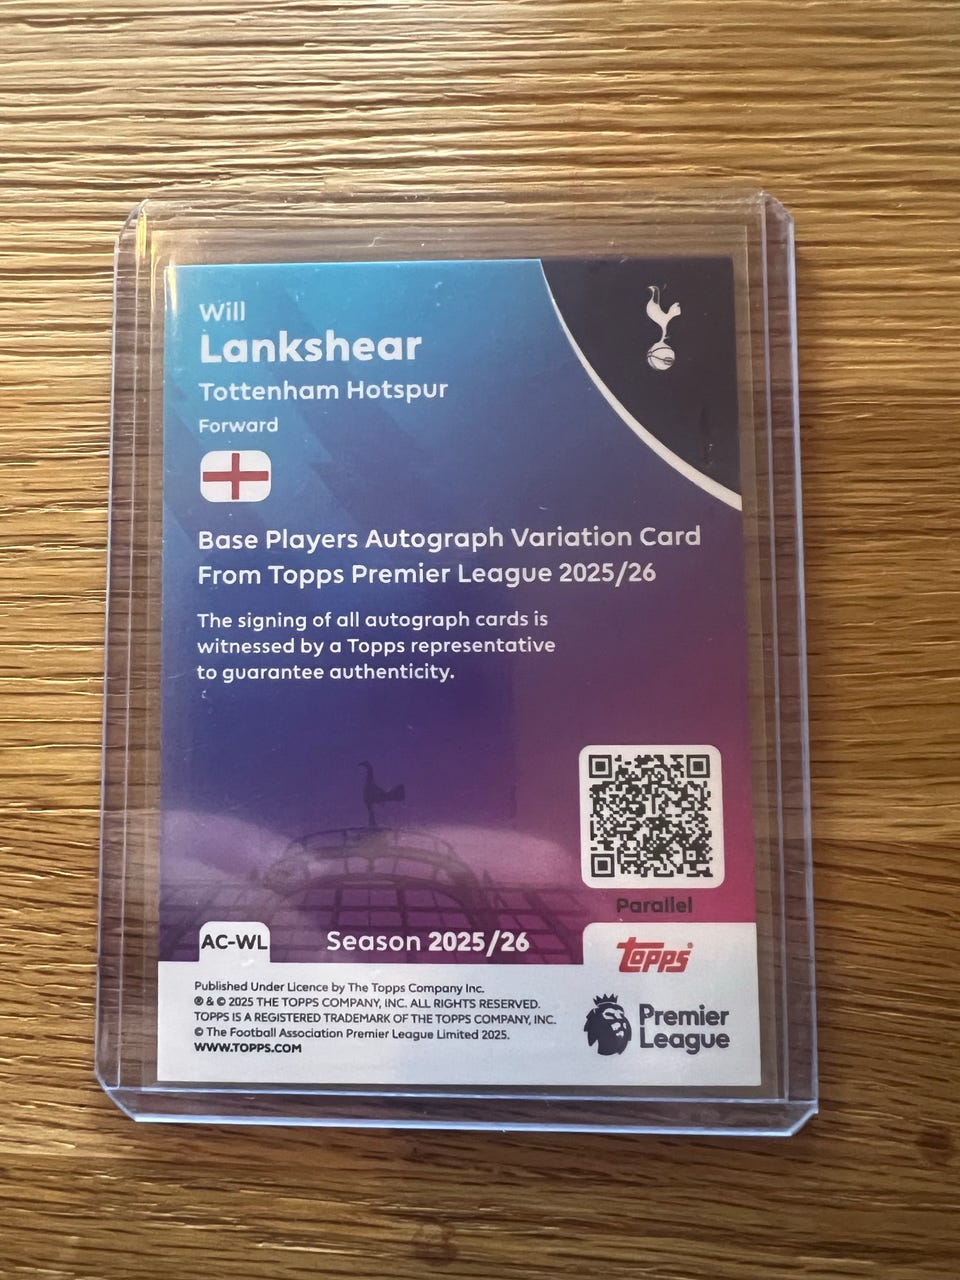 Will
Lankshear
Tottenham Hotspur
Forward
Base Players Autograph Variation Card
From Topps Premier League 2025/26
The signing of all autograph cards is
witnessed by a Topps representative
to guarantee authenticity.
Parallel
AC-WL
Season 2025/26
TOPPS®
Published Under Licence by The Topps Company Inc.
® & © 2025 THE TOPPS COMPANY, INC. ALL RIGHTS RESERVED.
TOPPS IS A REGISTERED TRADEMARK OF THE TOPPS COMPANY, INC.
© The Football Association Premier League Limited 2025.
WWW.TOPPS.COM
Premier
League